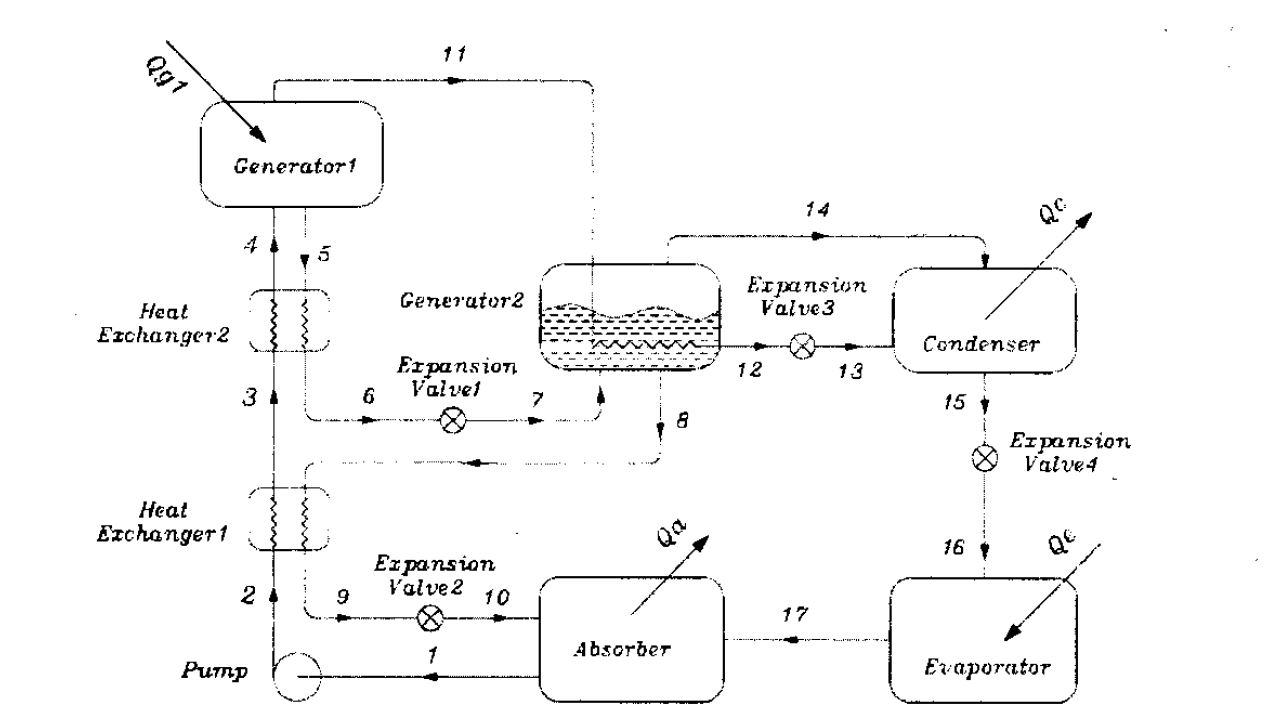 11
Qg1
Generator1
14
Qc
4
5
Generator2
Expansion
Valve3
Heat
Exchanger2
Condenser
12
13
Expansion
Valve1
3
6
7
8
15
Expansion
Valve4
Heat
Exchanger1
Qa
16
Qe
Expansion
Valve2
2
9
10
17
Absorber
1
Pump
Evaporator